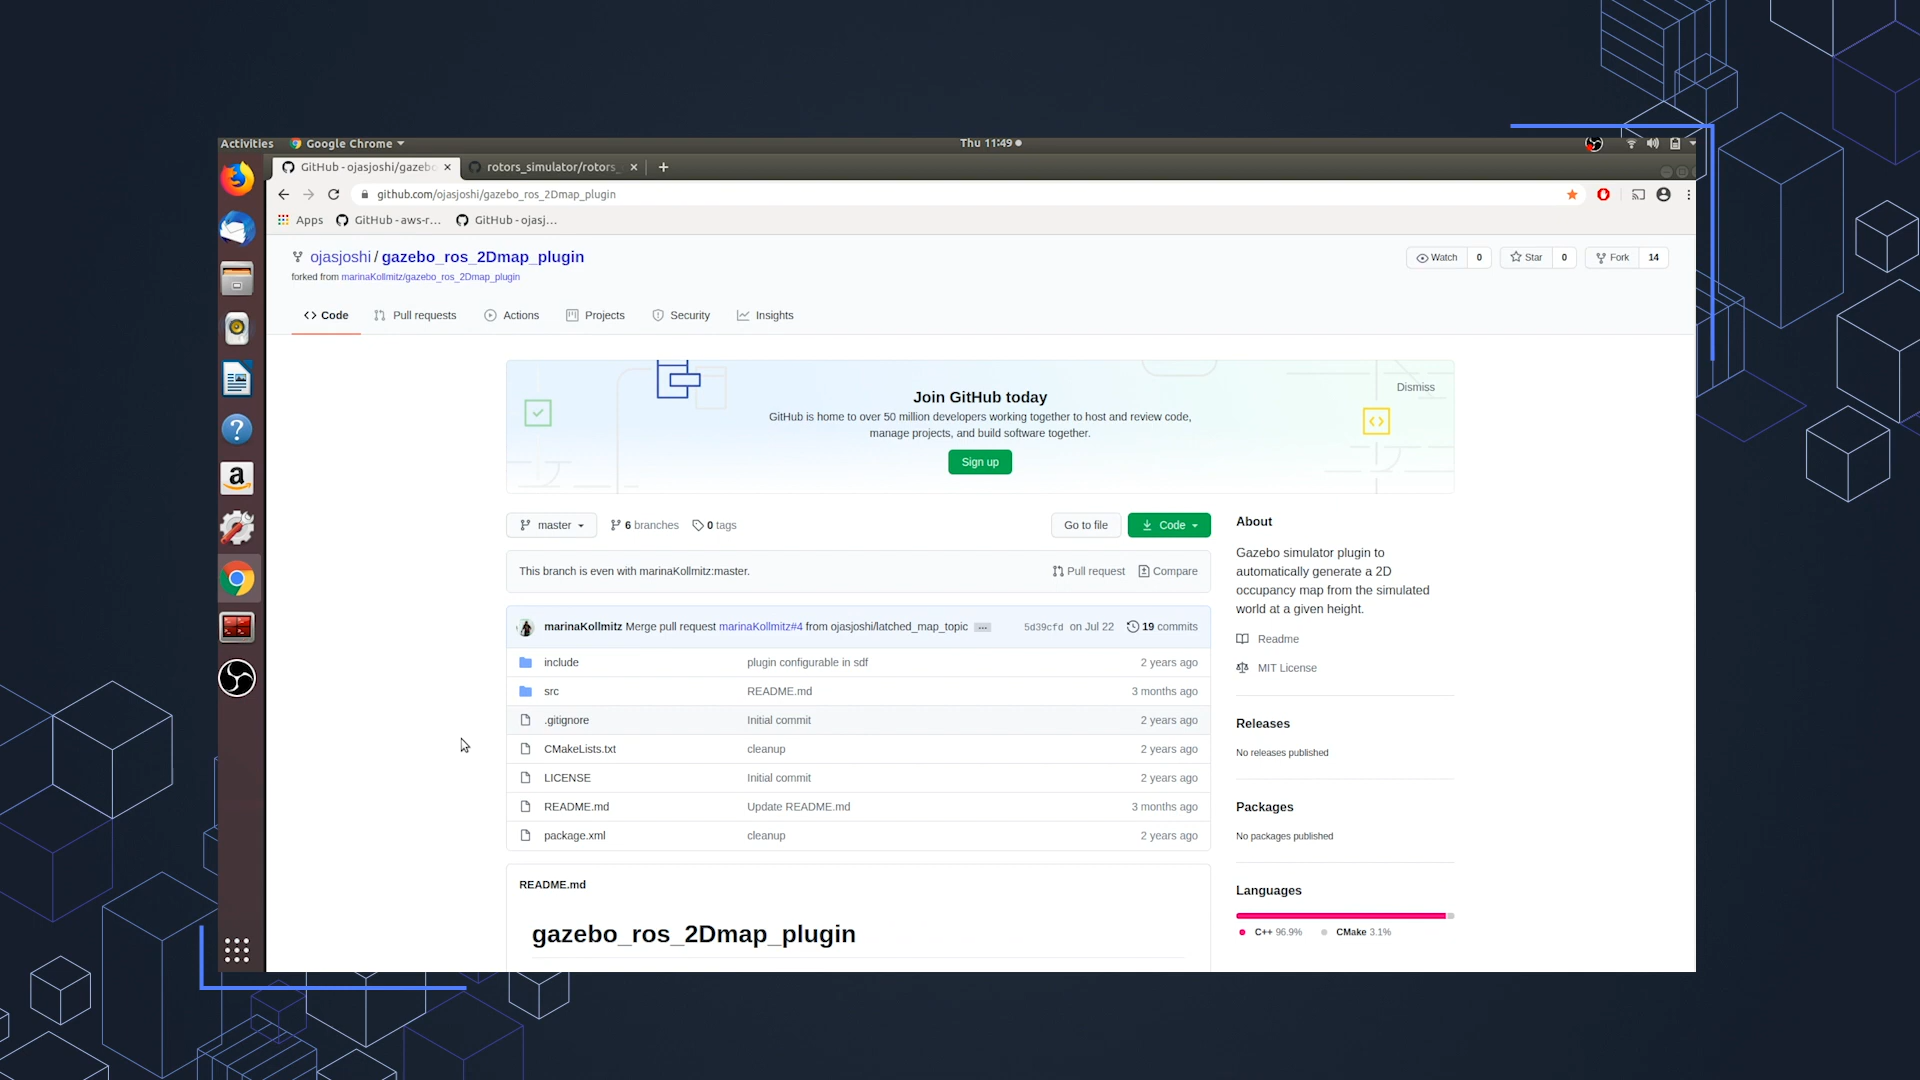 Activities
Google Chrome
Thu 11:49
GitHub - ojasjoshi/gazebo
rotors_simulator/rotors_
github.com/ojasjoshi/gazebo_ros_2Dmap_plugin
Apps
GitHub - aws-r...
GitHub - ojasj...
ojasjoshi / gazebo_ros_2Dmap_plugin
forked from marinaKollmitz/gazebo_ros_2Dmap_plugin
Watch 0
Star 0
Fork 14
Code
Pull requests
Actions
Projects
Security
Insights
Join GitHub today
Dismiss
GitHub is home to over 50 million developers working together to host and review code,
manage projects, and build software together.
Sign up
master
6 branches
0 tags
Go to file
Code
This branch is even with marinaKollmitz:master.
Pull request
Compare
marinaKollmitz Merge pull request marinaKollmitz#4 from ojasjoshi/latched_map_topic ...
5d39cfd on Jul 22
19 commits
include plugin configurable in sdf 2 years ago
src README.md 3 months ago
.gitignore Initial commit 2 years ago
CMakeLists.txt cleanup 2 years ago
LICENSE Initial commit 2 years ago
README.md Update README.md 3 months ago
package.xml cleanup 2 years ago
README.md
gazebo_ros_2Dmap_plugin
About
Gazebo simulator plugin to
automatically generate a 2D
occupancy map from the simulated
world at a given height.
Readme
MIT License
Releases
No releases published
Packages
No packages published
Languages
C++ 96.9%
CMake 3.1%